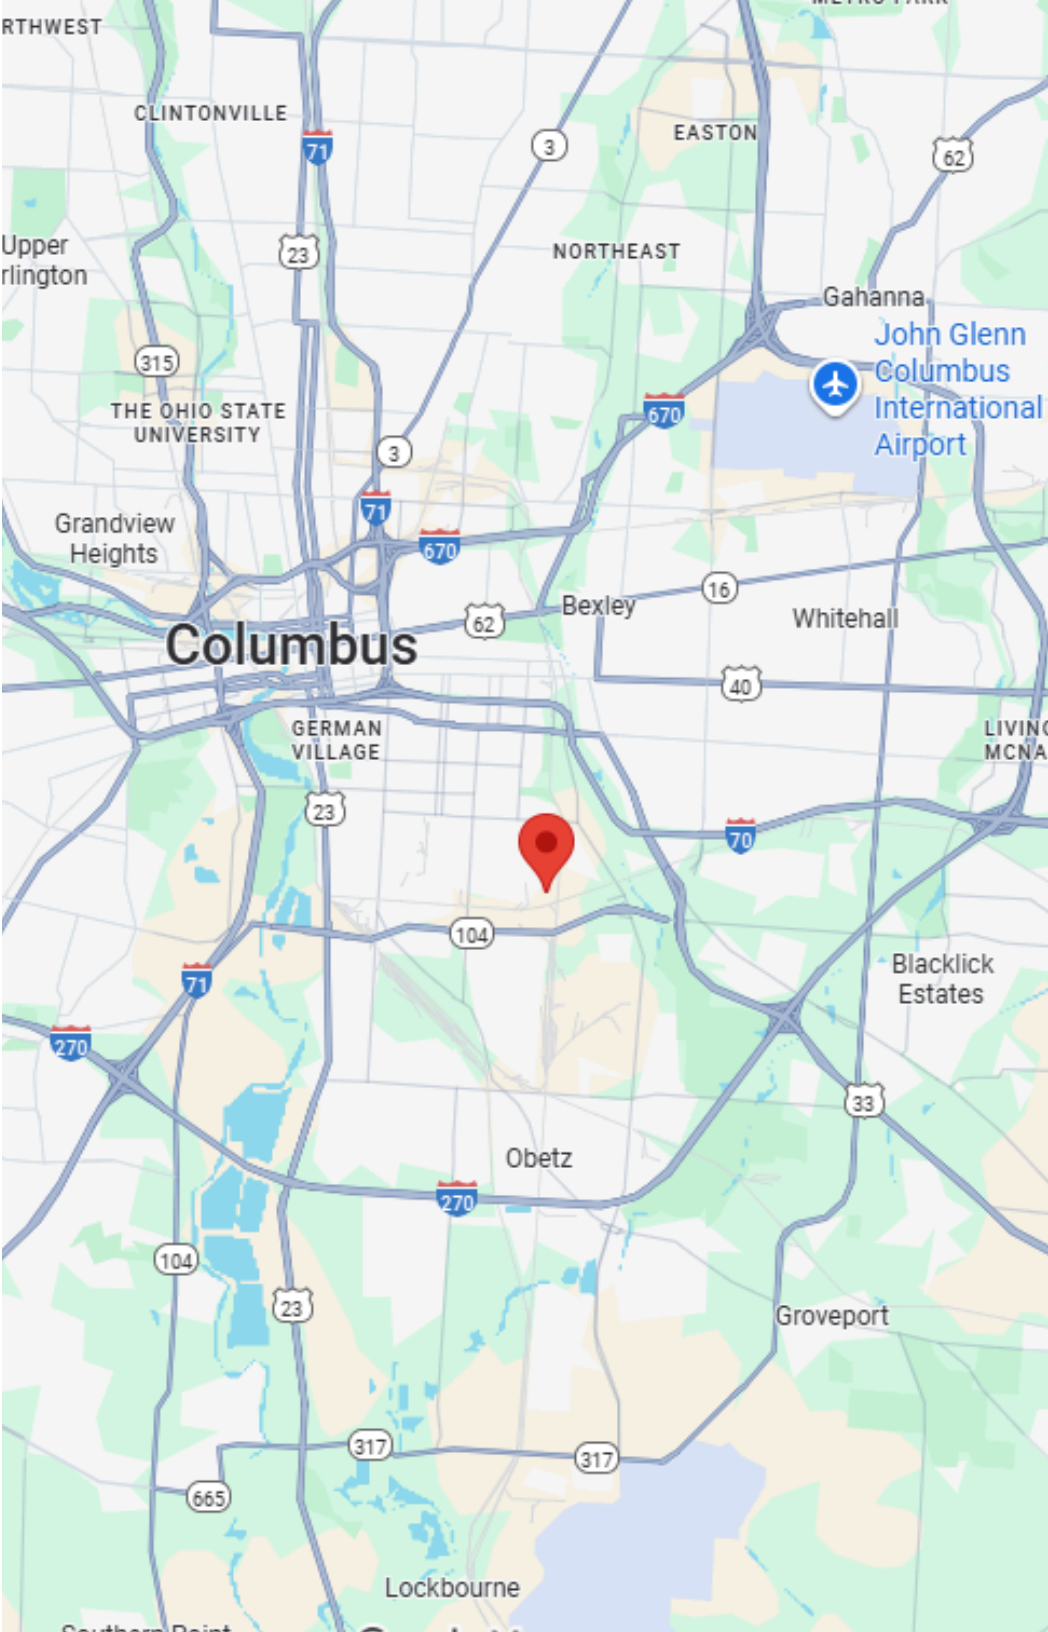 RTHWEST
CLINTONVILLE
71
3
EASTON
62
Upper
rlington
23
NORTHEAST
Gahanna
John Glenn
Columbus
International
Airport
315
THE OHIO STATE
UNIVERSITY
670
3
71
Grandview
Heights
670
16
Bexley
62
Whitehall
Columbus
40
GERMAN
VILLAGE
LIVING
MCNA
23
70
104
Blacklick
Estates
71
270
33
Obetz
270
104
23
Groveport
317
317
665
Lockbourne